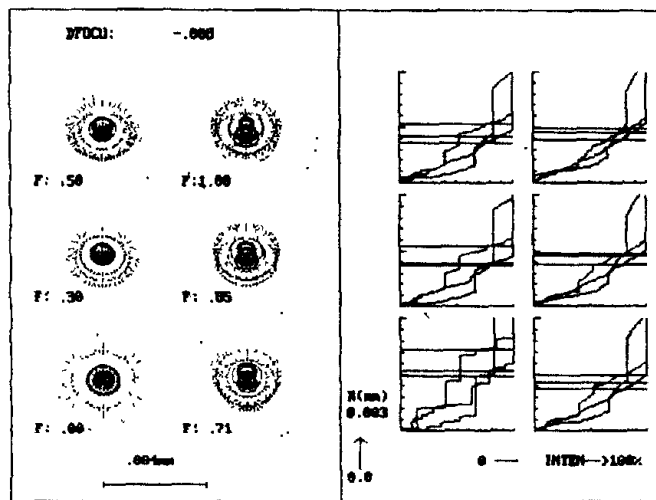 DFOCU: -.000
F: .50 F:1.00
F: .30 F: .85
F: .00 F: .71
.004mm
R(mm)
0.003
0.0
0 — INTEN—>100%